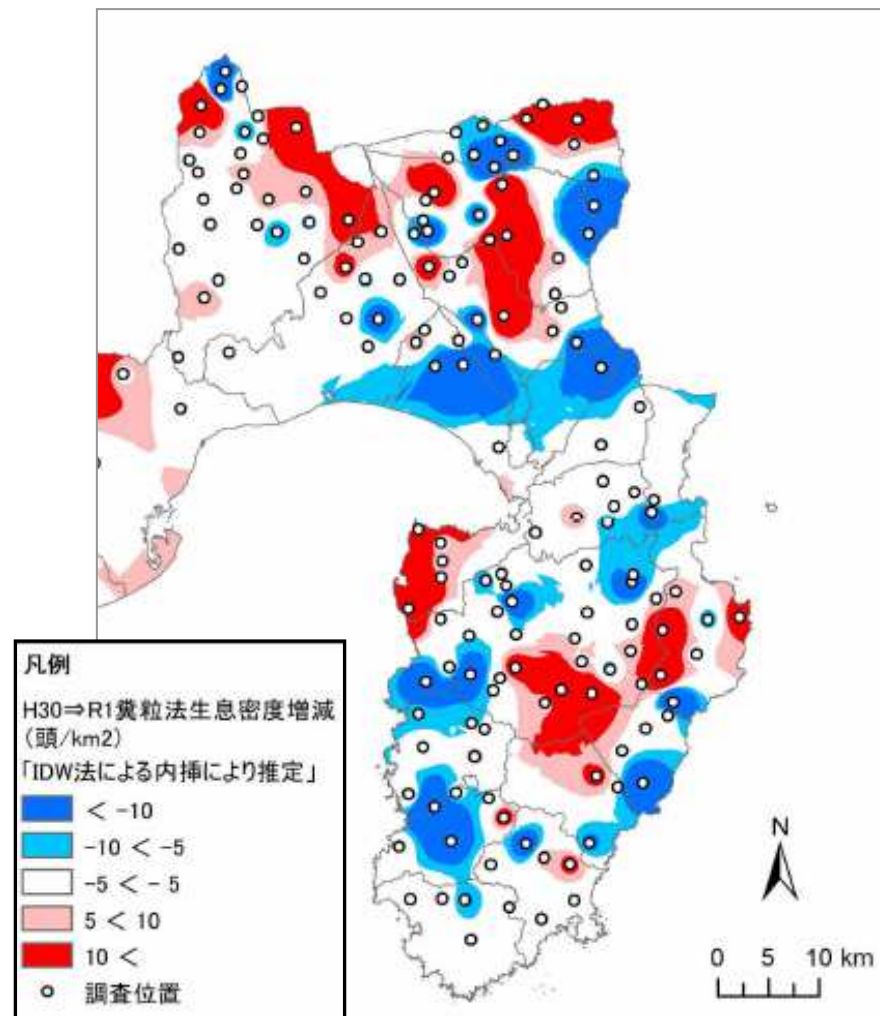 凡例
H30⇒R1糞粒法生息密度増減
(頭/km2)
「IDW法による内挿により推定」
< -10
-10 < -5
-5 < - 5
5 < 10
10 <
調査位置
N
0 5 10 km